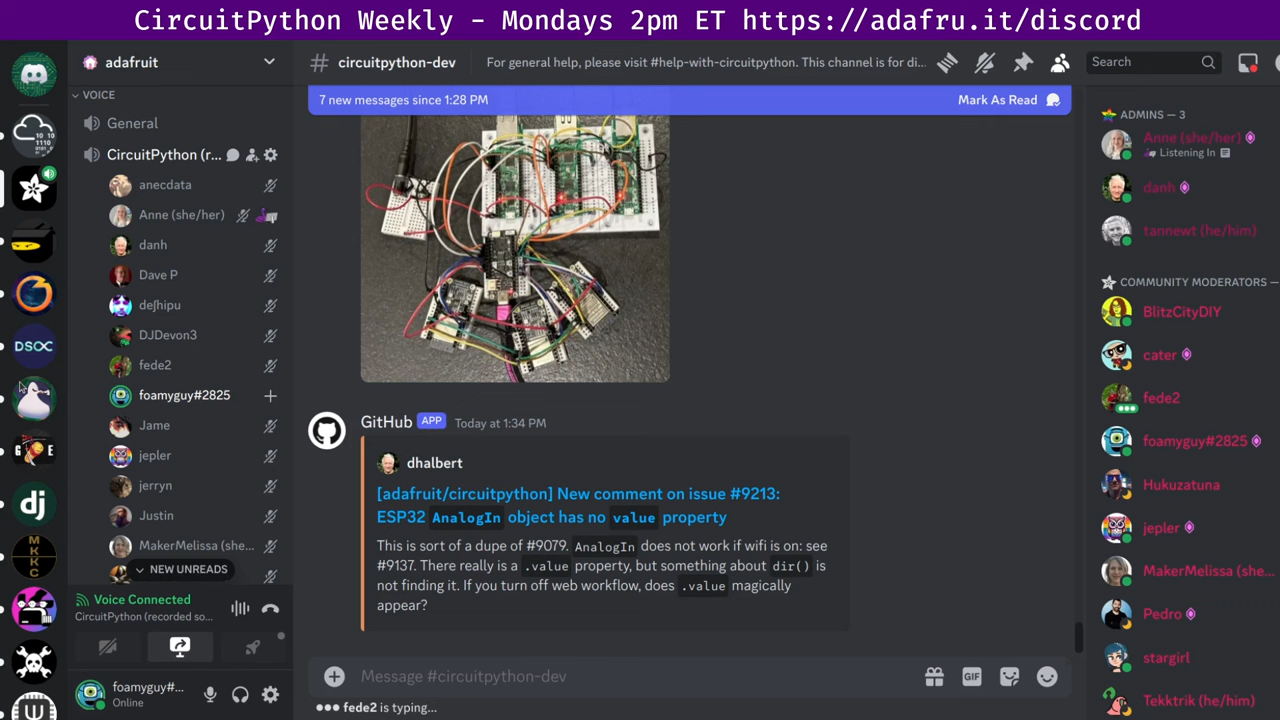 CircuitPython Weekly - Mondays 2pm ET https://adafru.it/discord
adafruit
VOICE
General
CircuitPython (r...
anecdata
Anne (she/her)
danh
Dave P
deʃhipu
DJDevon3
fede2
foamyguy#2825
Jame
jepler
jerryn
Justin
MakerMelissa (she...
NEW UNREADS
Voice Connected
CircuitPython (recorded so...
foamyguy#...
Online
DSOC
dj
MK
KC
# circuitpython-dev
For general help, please visit #help-with-circuitpython. This channel is for di...
Search
7 new messages since 1:28 PM
Mark As Read
GitHub APP Today at 1:34 PM
dhalbert
[adafruit/circuitpython] New comment on issue #9213:
ESP32 AnalogIn object has no value property
This is sort of a dupe of #9079. AnalogIn does not work if wifi is on: see
#9137. There really is a .value property, but something about dir() is
not finding it. If you turn off web workflow, does .value magically
appear?
Message #circuitpython-dev
GIF
fede2 is typing...
ADMINS — 3
Anne (she/her)
Listening In
danh
tannewt (he/him)
COMMUNITY MODERATORS —
BlitzCityDIY
cater
fede2
foamyguy#2825
Hukuzatuna
jepler
MakerMelissa (she...
Pedro
stargirl
Tekktrik (he/him)